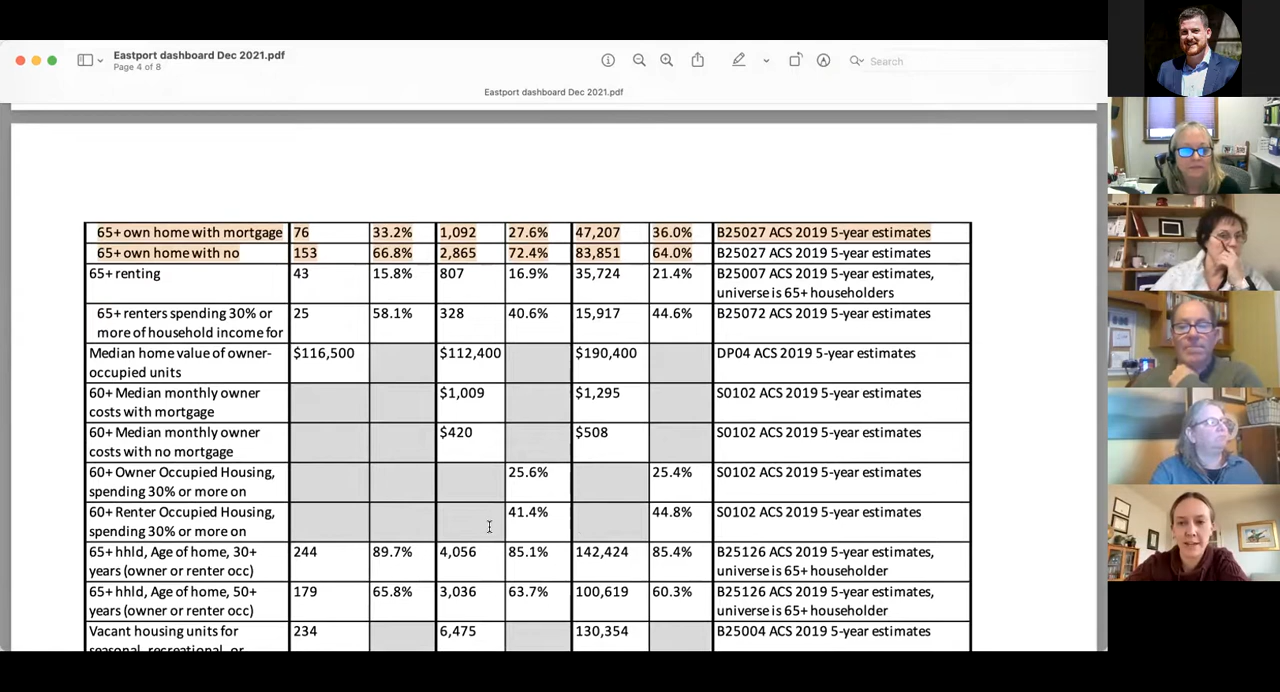 Eastport dashboard Dec 2021.pdf
Page 4 of 8
Search
Eastport dashboard Dec 2021.pdf
65+ own home with mortgage 76 33.2% 1,092 27.6% 47,207 36.0% B25027 ACS 2019 5-year estimates
65+ own home with no 153 66.8% 2,865 72.4% 83,851 64.0% B25027 ACS 2019 5-year estimates
65+ renting 43 15.8% 807 16.9% 35,724 21.4% B25007 ACS 2019 5-year estimates,
universe is 65+ householders
65+ renters spending 30% or 25 58.1% 328 40.6% 15,917 44.6% B25072 ACS 2019 5-year estimates
more of household income for
Median home value of owner- $116,500 $112,400 $190,400 DP04 ACS 2019 5-year estimates
occupied units
60+ Median monthly owner $1,009 $1,295 S0102 ACS 2019 5-year estimates
costs with mortgage
60+ Median monthly owner $420 $508 S0102 ACS 2019 5-year estimates
costs with no mortgage
60+ Owner Occupied Housing, 25.6% 25.4% S0102 ACS 2019 5-year estimates
spending 30% or more on
60+ Renter Occupied Housing, 41.4% 44.8% S0102 ACS 2019 5-year estimates
spending 30% or more on
65+ hhld, Age of home, 30+ 244 89.7% 4,056 85.1% 142,424 85.4% B25126 ACS 2019 5-year estimates,
years (owner or renter occ) universe is 65+ householder
65+ hhld, Age of home, 50+ 179 65.8% 3,036 63.7% 100,619 60.3% B25126 ACS 2019 5-year estimates,
years (owner or renter occ) universe is 65+ householder
Vacant housing units for 234 6,475 130,354 B25004 ACS 2019 5-year estimates
seasonal, recreational, or